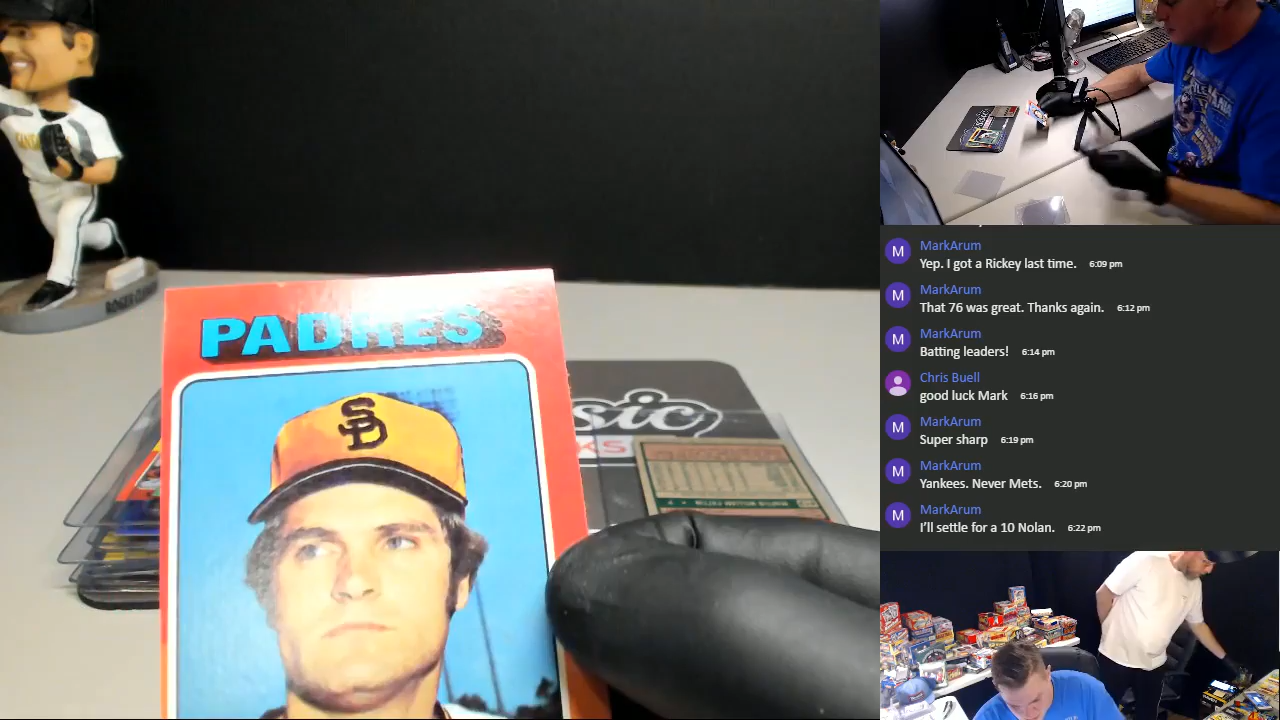 PADRES
SD
sic
KS
MarkArum
Yep. I got a Rickey last time. 6:09 pm
MarkArum
That 76 was great. Thanks again. 6:12 pm
MarkArum
Batting leaders! 6:14 pm
Chris Buell
good luck Mark 6:16 pm
MarkArum
Super sharp 6:19 pm
MarkArum
Yankees. Never Mets. 6:20 pm
MarkArum
I'll settle for a 10 Nolan. 6:22 pm